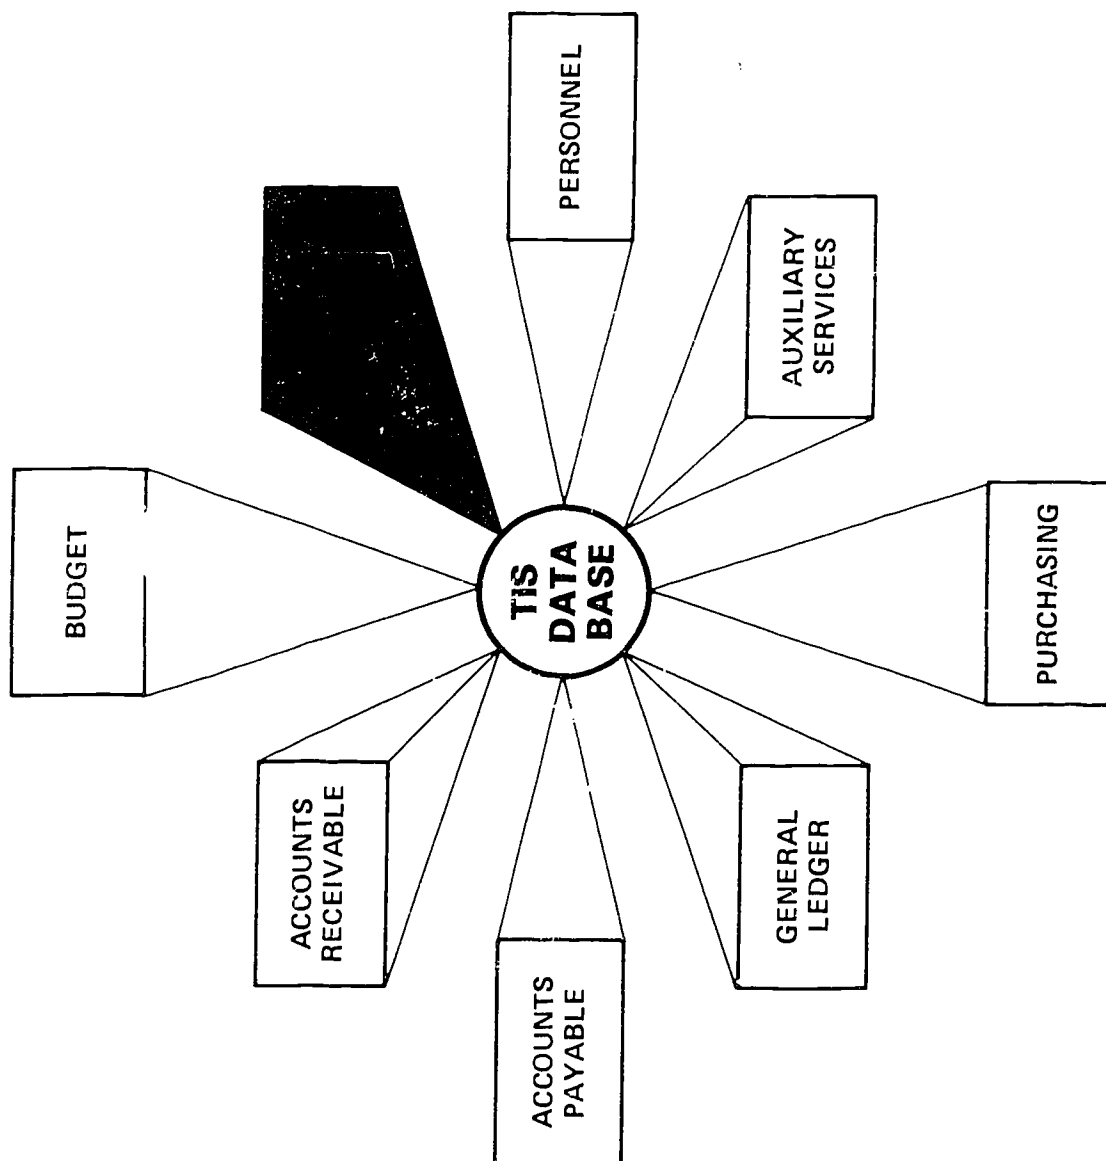 PERSONNEL
AUXILIARY
SERVICES
BUDGET
TIS
DATA
BASE
PURCHASING
ACCOUNTS
RECEIVABLE
GENERAL
LEDGER
ACCOUNTS
PAYABLE